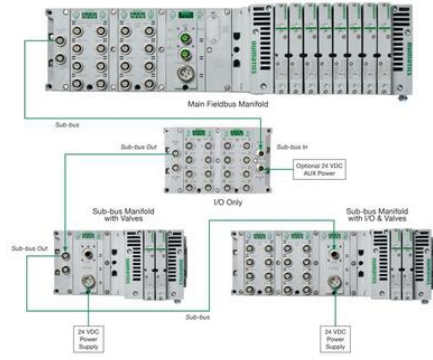 numatics
Main Fieldbus Manifold
Sub-bus
Sub-bus Out
Sub-bus In
Optional 24 VDC
AUX Power
I/O Only
Sub-bus Manifold
with Valves
Sub-bus Manifold
with I/O & Valves
Sub-bus Out
Sub-bus
24 VDC
Power
Supply
24 VDC
Power
Supply